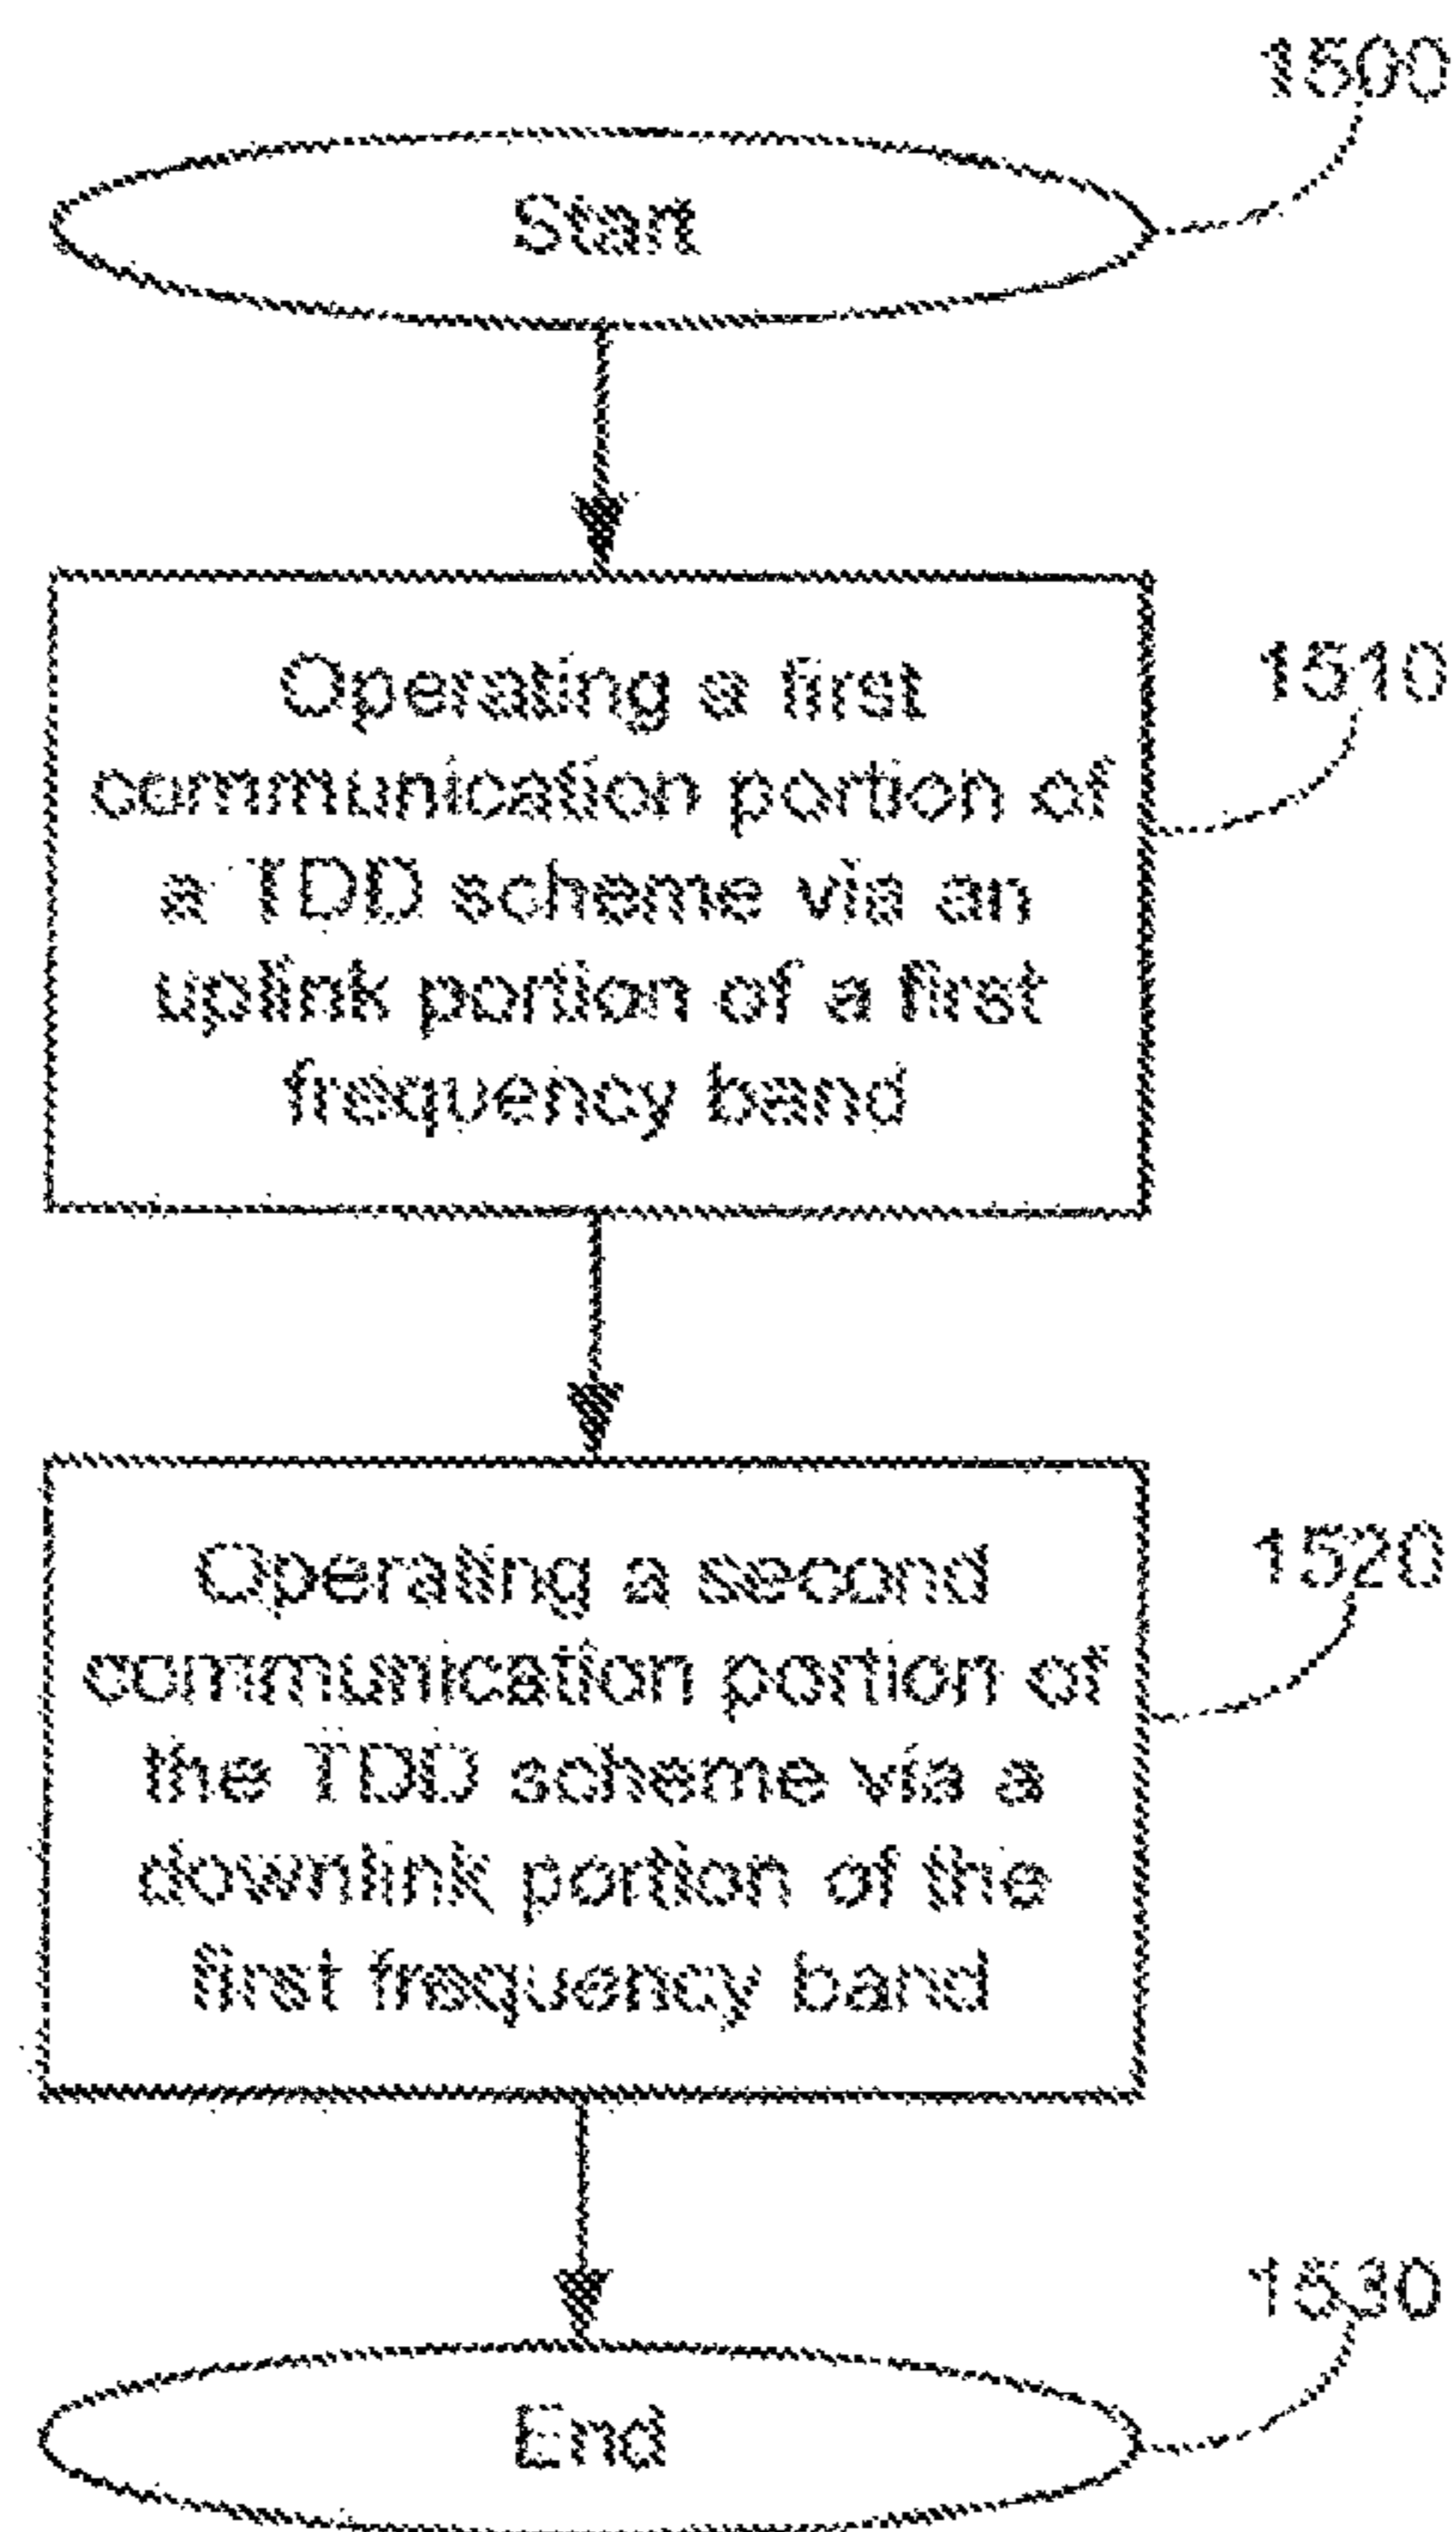 1500
Start
Operating a first
1510
communication portion of
a TDD scheme via an
uplink portion of a first
frequency band
Operating a second
1520
communication portion of
the TDD scheme via a
downlink portion of the
first frequency band
1530
End